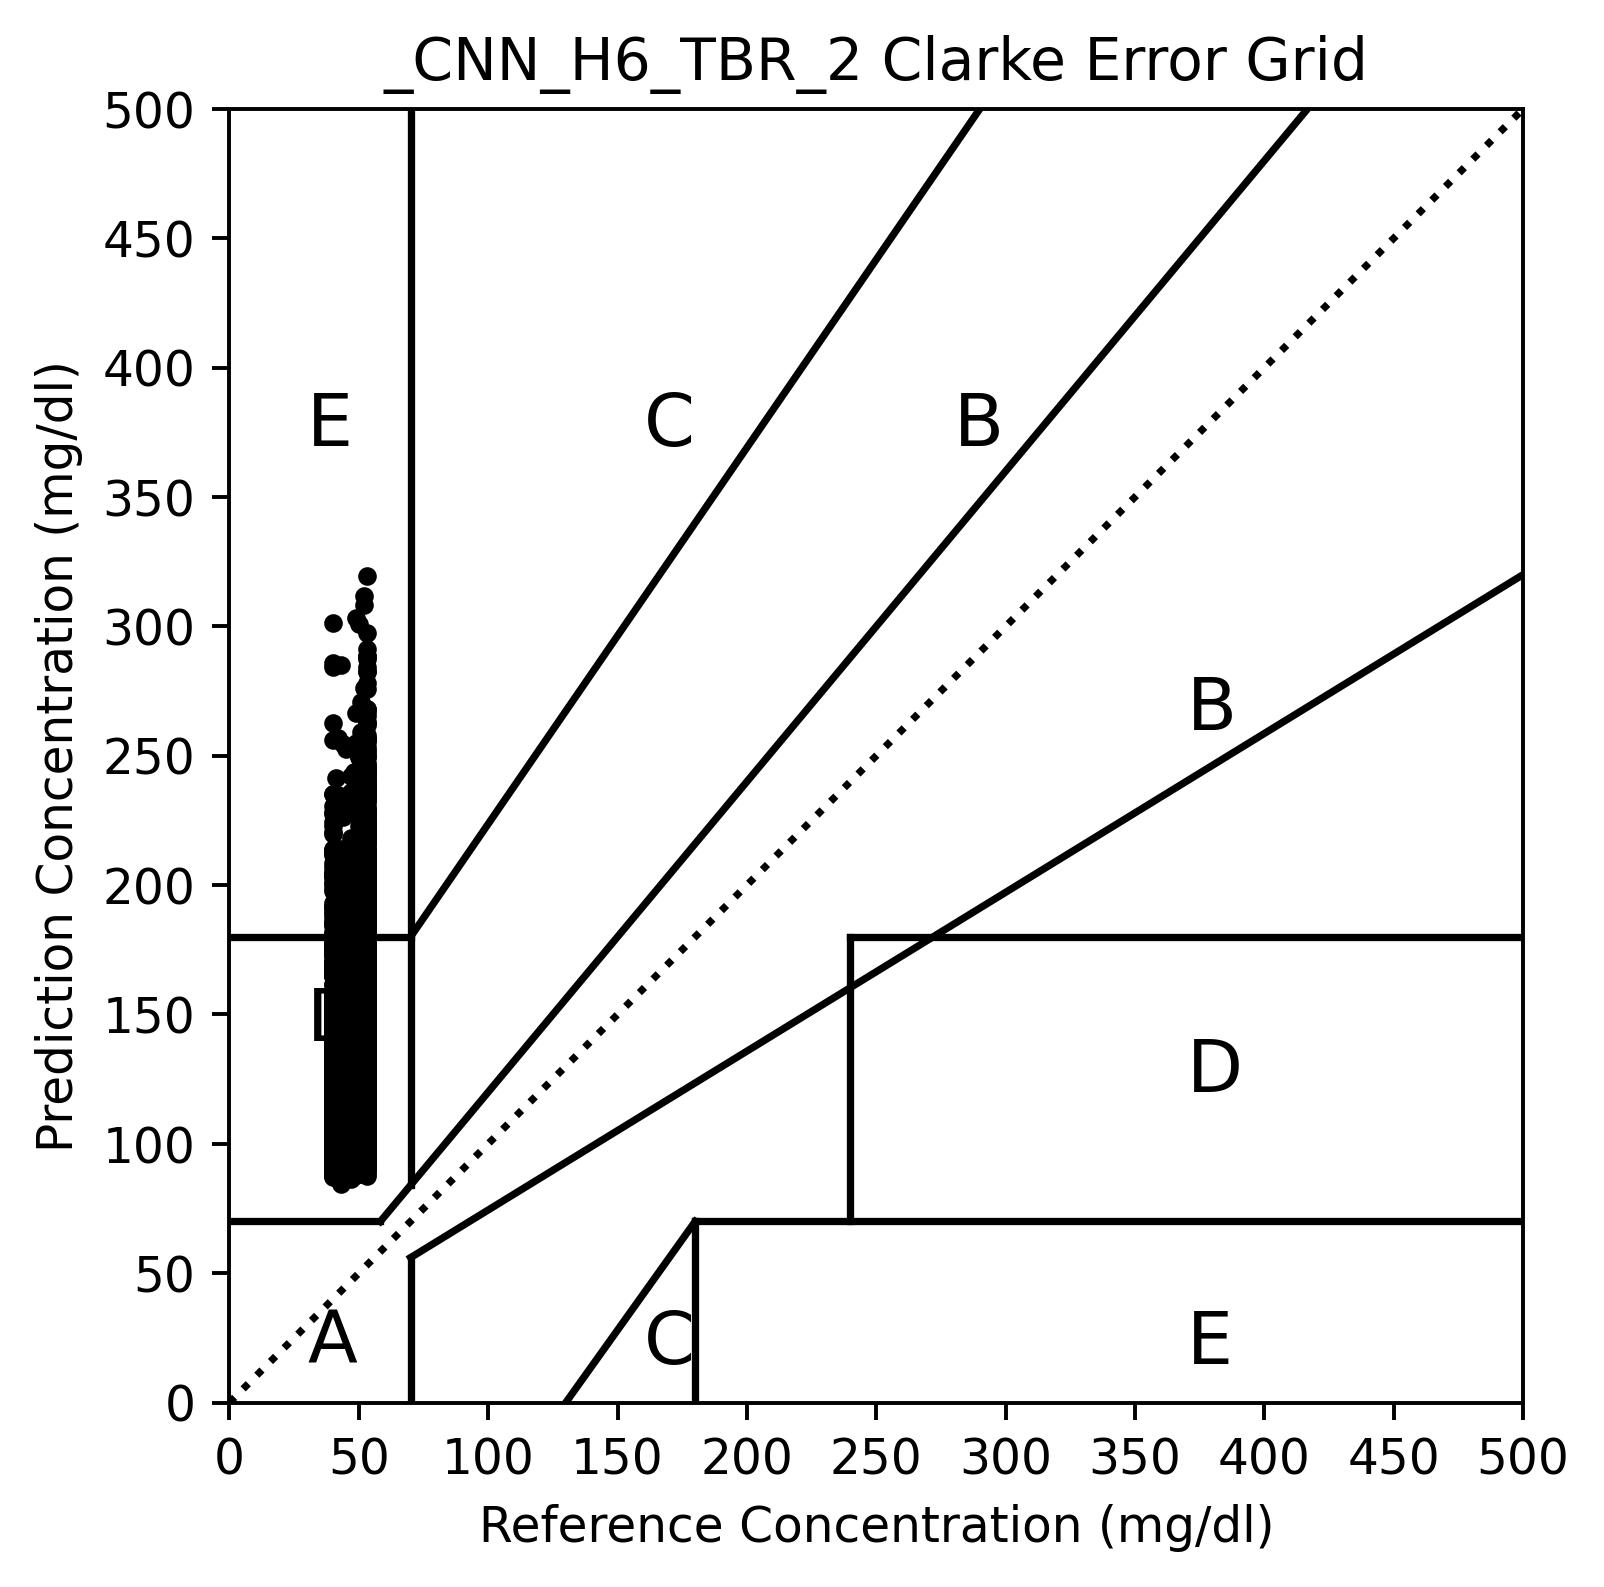 _CNN_H6_TBR_2 Clarke Error Grid
500
450
400
350
300
250
200
150
100
50
0
E
C
B
B
D
A
C
E
0 50 100 150 200 250 300 350 400 450 500
Prediction Concentration (mg/dl)
Reference Concentration (mg/dl)